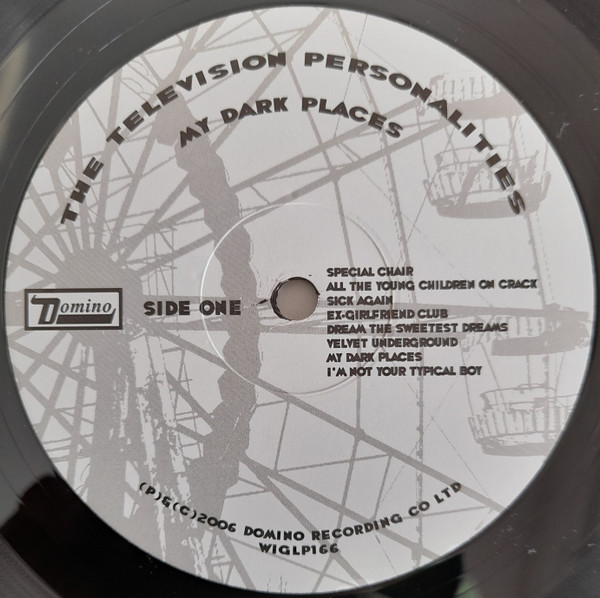 THE TELEVISION PERSONALITIES
MY DARK PLACES
Domino
SIDE ONE
SPECIAL CHAIR
ALL THE YOUNG CHILDREN ON CRACK
SICK AGAIN
EX-GIRLFRIEND CLUB
DREAM THE SWEETEST DREAMS
VELVET UNDERGROUND
MY DARK PLACES
I'M NOT YOUR TYPICAL BOY
(P)&(C)2006 DOMINO RECORDING CO LTD
WIGLP166